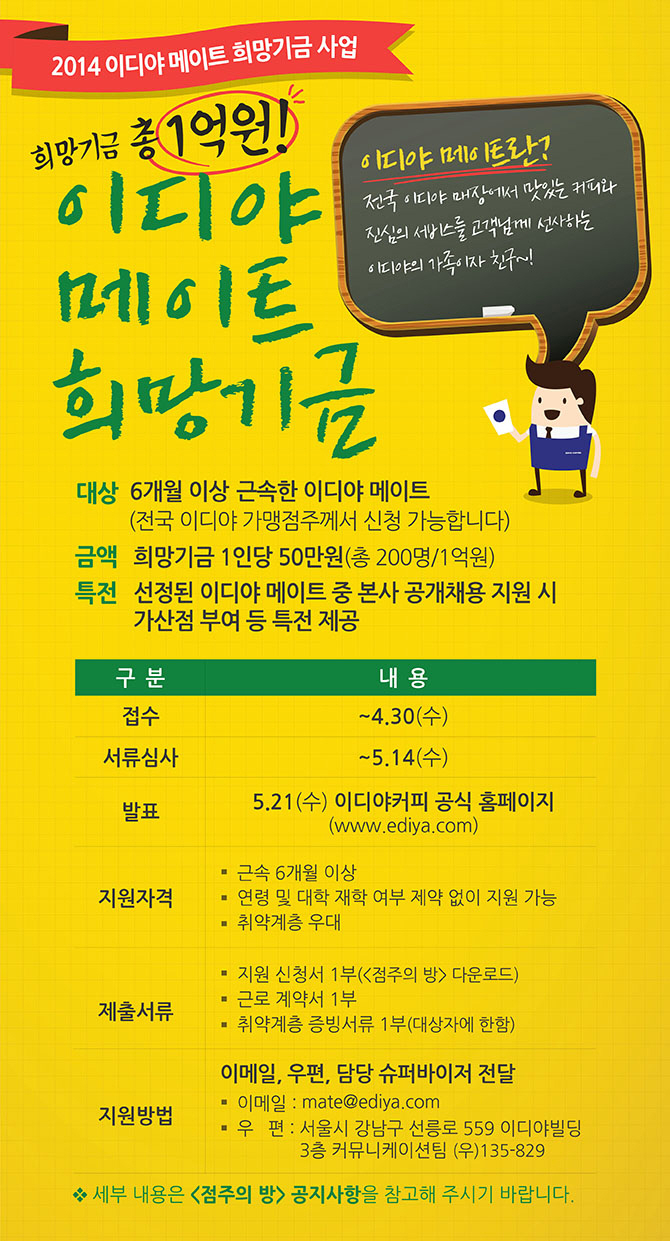 2014 이디야 메이트 희망기금 사업
희망기금 총 1억원!
이디야
메이트
희망기금
이디야 메이트란?
전국 이디야 매장에서 맛있는 커피와
진심의 서비스를 고객님께 선사하는
이디야의 가족이자 친구~!
대상 6개월 이상 근속한 이디야 메이트
(전국 이디야 가맹점주께서 신청 가능합니다)
금액 희망기금 1인당 50만원(총 200명/1억원)
특전 선정된 이디야 메이트 중 본사 공개채용 지원 시
가산점 부여 등 특전 제공
구 분 내 용
접수 ~4.30(수)
서류심사 ~5.14(수)
발표 5.21(수) 이디야커피 공식 홈페이지
(www.ediya.com)
지원자격
▪ 근속 6개월 이상
▪ 연령 및 대학 재학 여부 제약 없이 지원 가능
▪ 취약계층 우대
제출서류
▪ 지원 신청서 1부(<점주의 방> 다운로드)
▪ 근로 계약서 1부
▪ 취약계층 증빙서류 1부(대상자에 한함)
지원방법
이메일, 우편, 담당 슈퍼바이저 전달
▪ 이메일 : mate@ediya.com
▪ 우 편 : 서울시 강남구 선릉로 559 이디야빌딩
3층 커뮤니케이션팀 (우)135-829
❖ 세부 내용은 <점주의 방> 공지사항을 참고해 주시기 바랍니다.